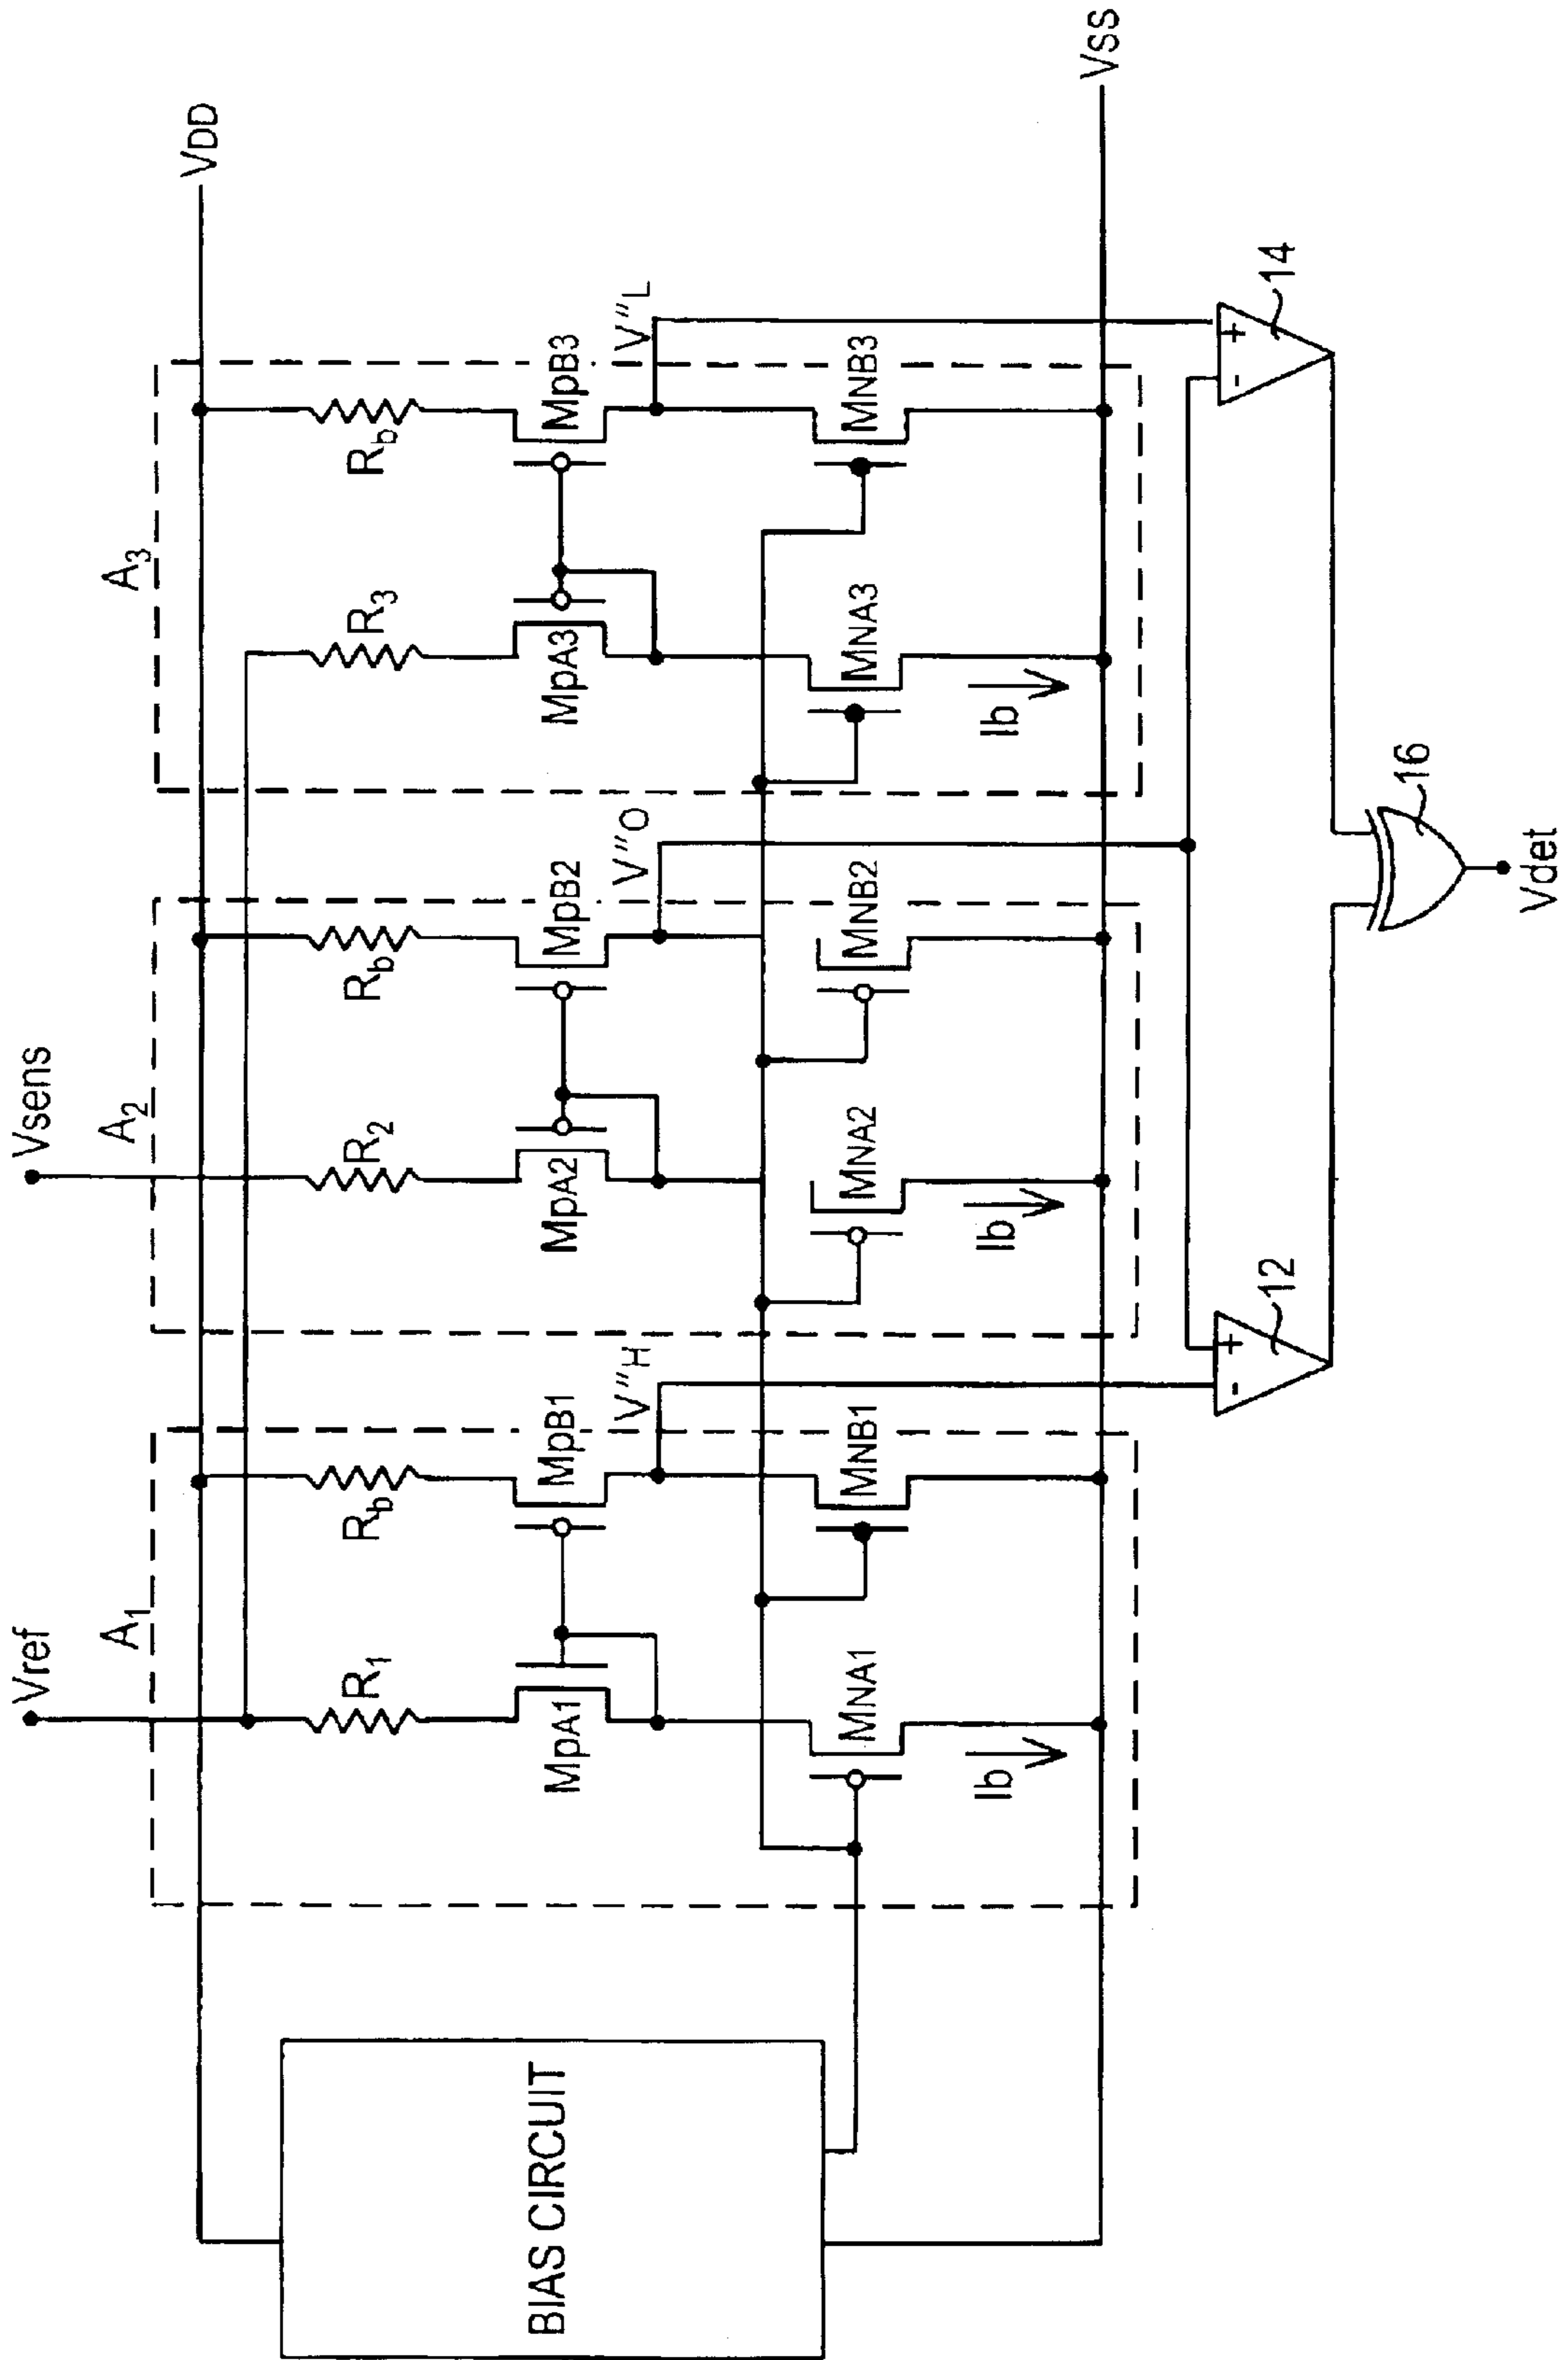 Vref
Vsens
A1
A2
A3
VDD
R1
Rb
R2
Rb
R3
Rb
MpA1
MpB1
MpA2
MpB2
MpA3
MpB3
V"H
V"O
V"L
BIAS CIRCUIT
MNA1
MNB1
MNA2
MNB2
MNA3
MNB3
Ib
Ib
Ib
VSS
-
+
12
-
+
14
16
Vdet